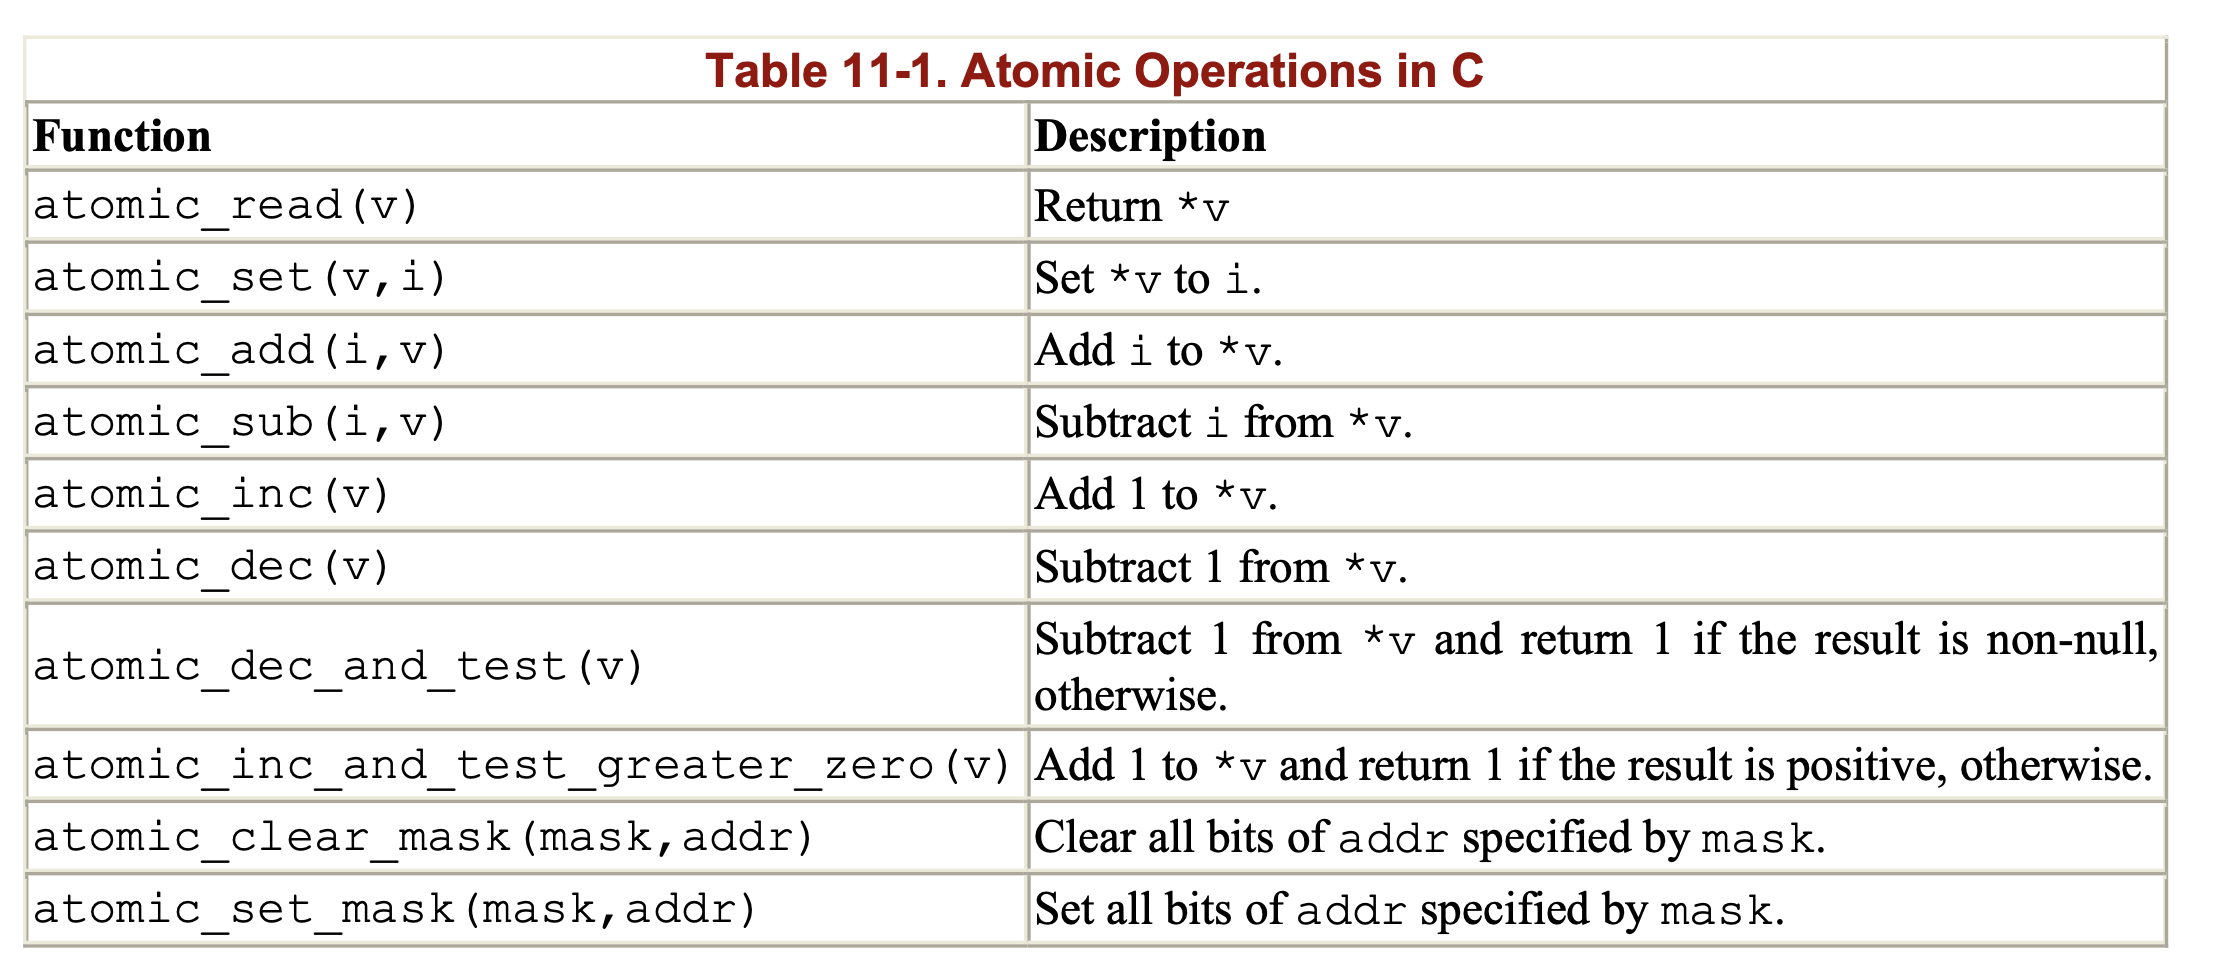 Table 11-1. Atomic Operations in C
Function Description
atomic_read(v) Return *v
atomic_set(v,i) Set *v to i.
atomic_add(i,v) Add i to *v.
atomic_sub(i,v) Subtract i from *v.
atomic_inc(v) Add 1 to *v.
atomic_dec(v) Subtract 1 from *v.
atomic_dec_and_test(v) Subtract 1 from *v and return 1 if the result is non-null,
otherwise.
atomic_inc_and_test_greater_zero(v) Add 1 to *v and return 1 if the result is positive, otherwise.
atomic_clear_mask(mask,addr) Clear all bits of addr specified by mask.
atomic_set_mask(mask,addr) Set all bits of addr specified by mask.